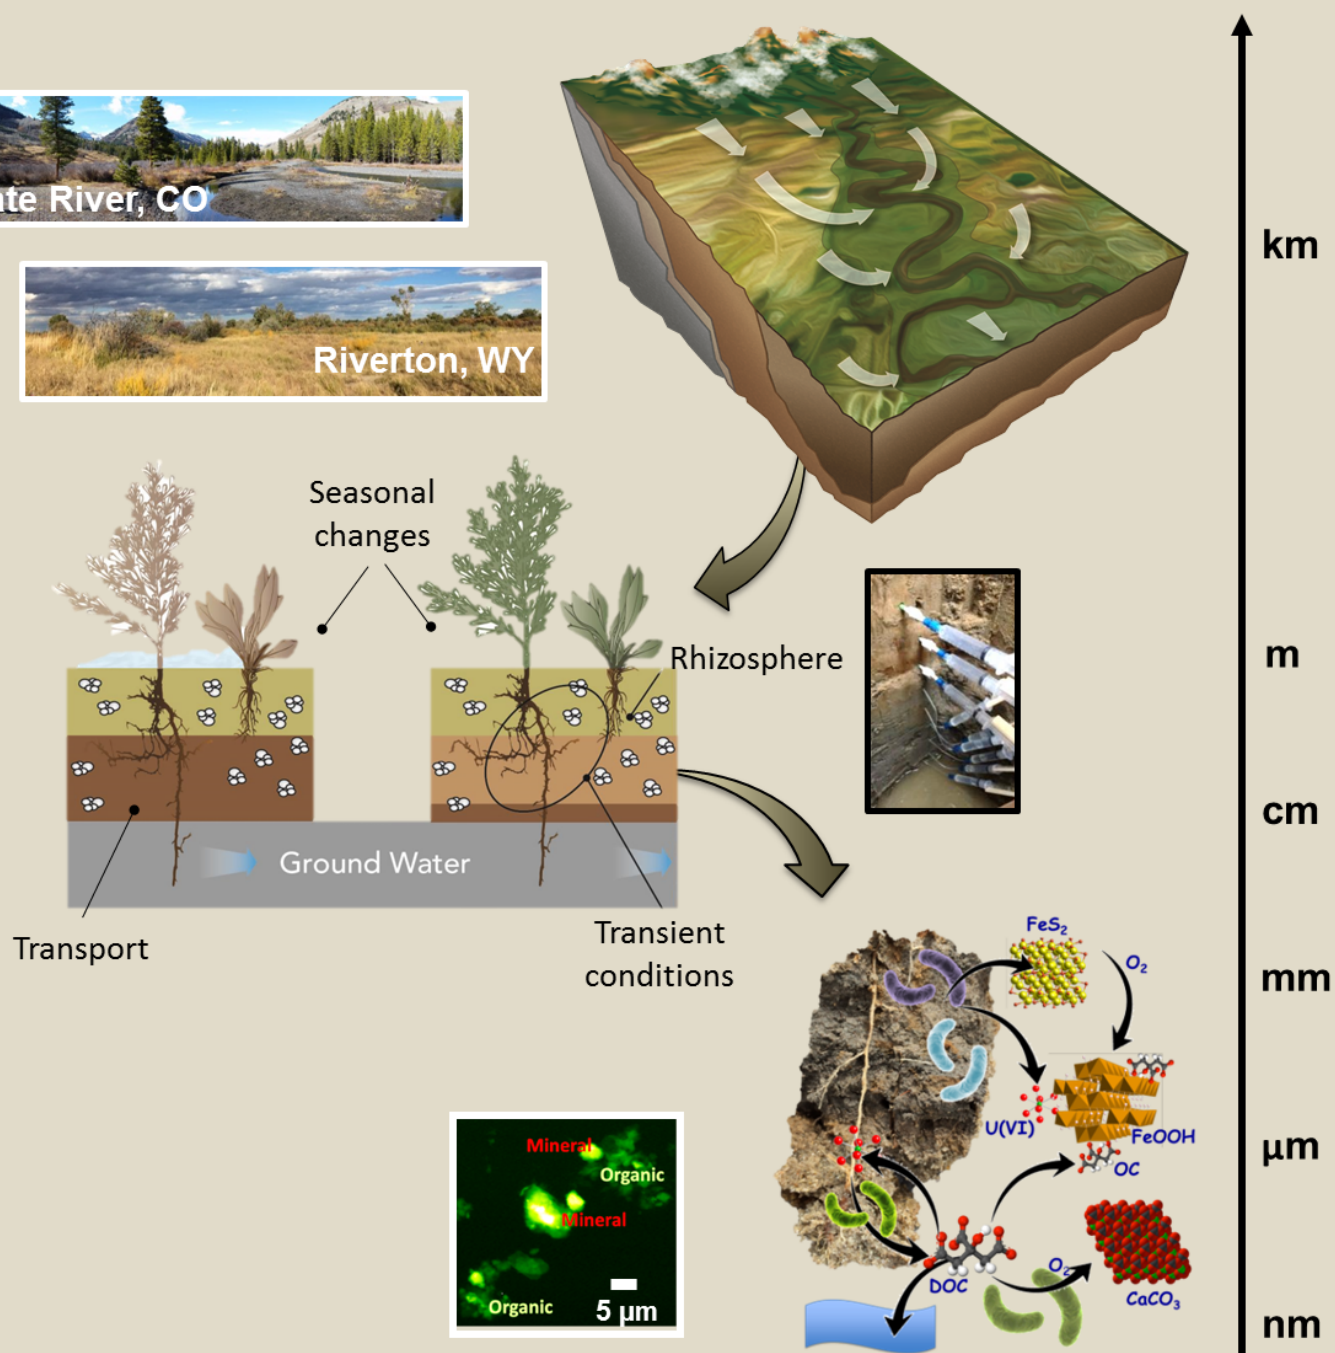 River, CO
Riverton, WY
km
Seasonal
changes
Rhizosphere
m
cm
Ground Water
Transport
Transient
conditions
FeS₂
O₂
mm
U(VI)
FeOOH
OC
µm
Mineral
Organic
Mineral
5 µm
Organic
DOC
O₂
CaCO₃
nm